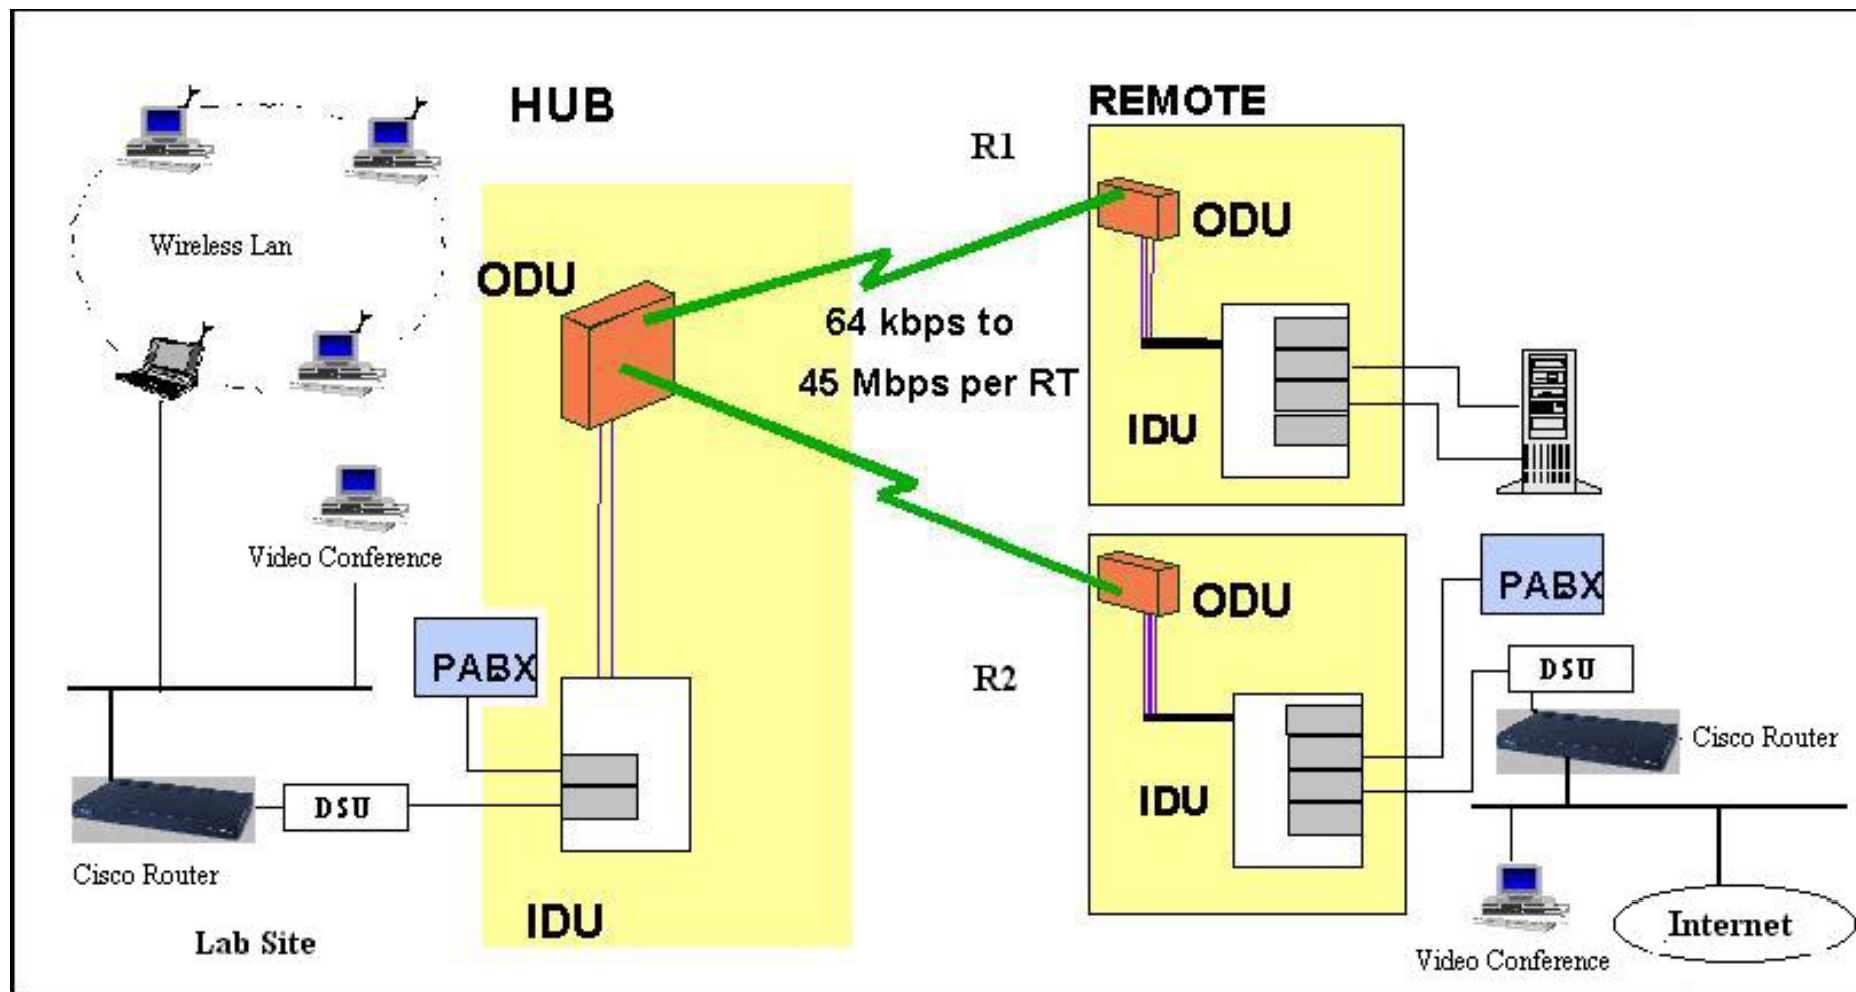 HUB
REMOTE
R1
ODU
Wireless Lan
ODU
64 kbps to
45 Mbps per RT
IDU
Video Conference
PABX
ODU
PABX
R2
DSU
Cisco Router
IDU
DSU
Cisco Router
IDU
Lab Site
Internet
Video Conference